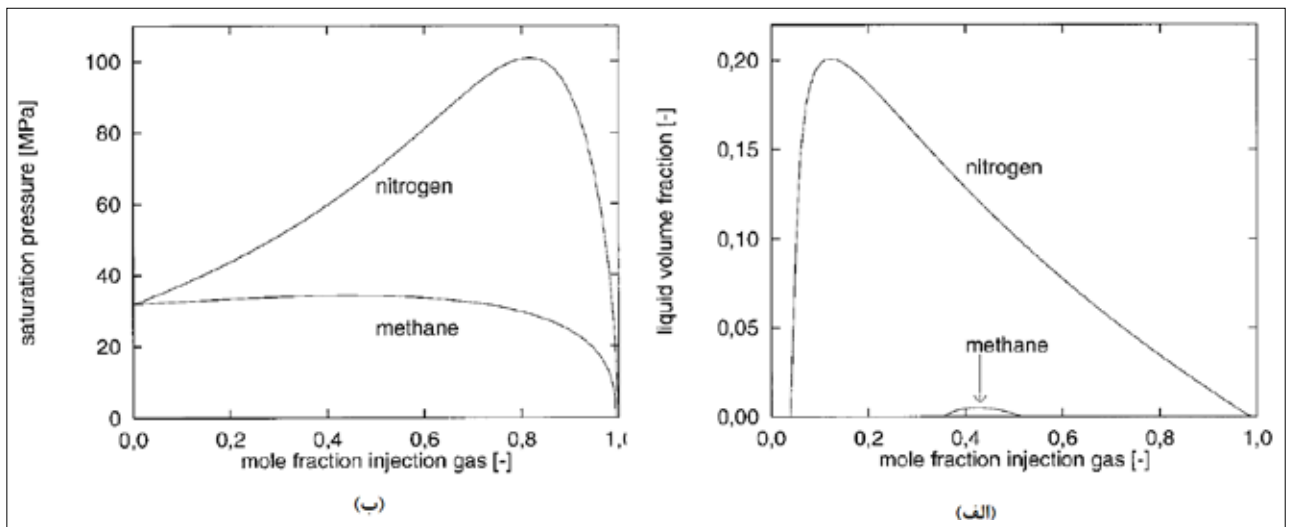 saturation pressure [MPa]
100
80
60
40
20
0
nitrogen
methane
0,0 0,2 0,4 0,6 0,8 1,0
mole fraction injection gas [-]
(ب)
liquid volume fraction [-]
0,20
0,15
0,10
0,05
0,00
nitrogen
methane
0,0 0,2 0,4 0,6 0,8 1,0
mole fraction injection gas [-]
(الف)